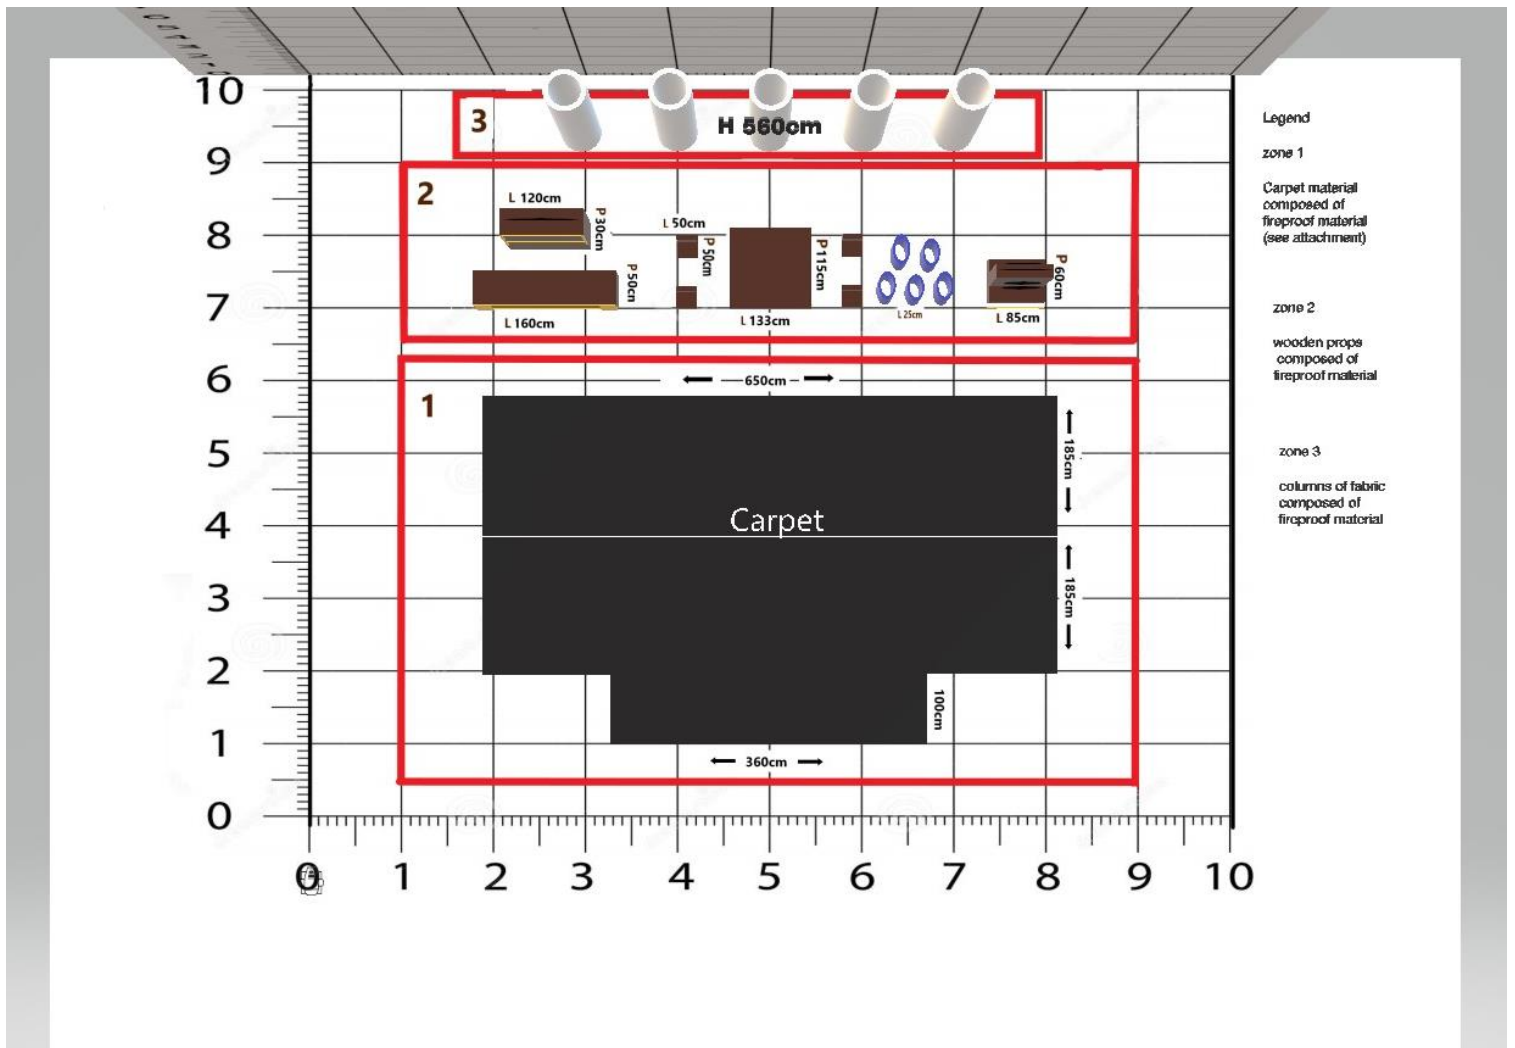 10
3
H 560cm
9
2
L 120cm
P 30cm
L 50cm
P 50cm
8
P115cm
P50cm
P 60cm
7
L 160cm
L 133cm
L 25cm
L 85cm
6
650cm
1
185cm
5
4
Carpet
3
185cm
2
100cm
1
360cm
0
0 1 2 3 4 5 6 7 8 9 10
Legend
zone 1
Carpet material
composed of
fireproof material
(see attachment)
zone 2
wooden props
composed of
fireproof material
zone 3
columns of fabric
composed of
fireproof material